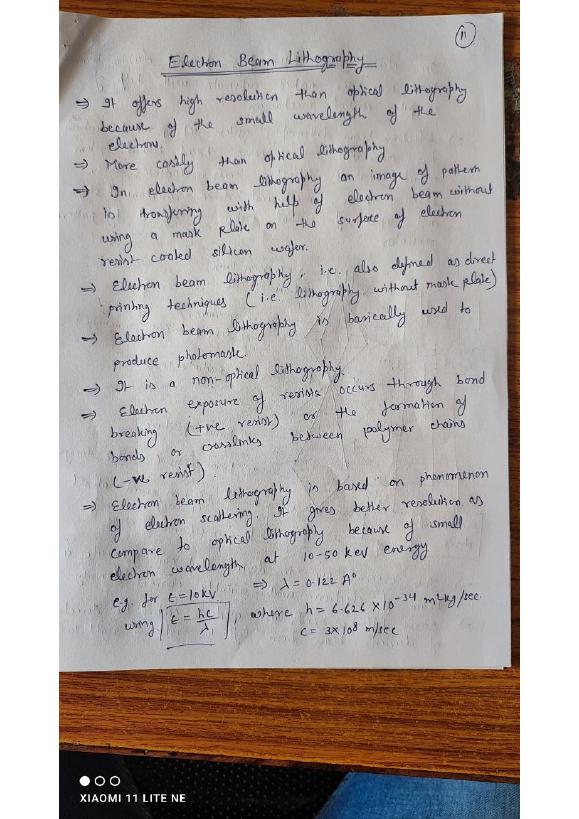 11
Electron Beam Lithography
⇒ It offers high resolution than optical lithography
because of the small wavelength of the
electron.
⇒ More costly than optical lithography
⇒ In electron beam lithography an image of pattern
is transfering with help of electron beam without
using a mask plate on the surface of electron
resist coated silicon wafer.
⇒ Electron beam lithography, i.e. also defined as direct
printing techniques (i.e. lithography without mask plate)
⇒ Electron beam lithography is basically used to
produce photomask.
⇒ It is a non-optical lithography.
⇒ Electron exposure of resists occurs through bond
breaking (+ve resist) or the formation of
bonds or crosslinks between polymer chains
(-ve resist).
⇒ Electron beam lithography is based on phenomenon
of electron scattering. It gives better resolution as
compare to optical lithography because of small
electron wavelength at 10-50 keV energy
e.g. for E=10kV ⇒ λ = 0.122 A°
using E = hc/λ, where h = 6.626 × 10⁻³⁴ m²kg/sec.
c = 3×10⁸ m/sec
XIAOMI 11 LITE NE